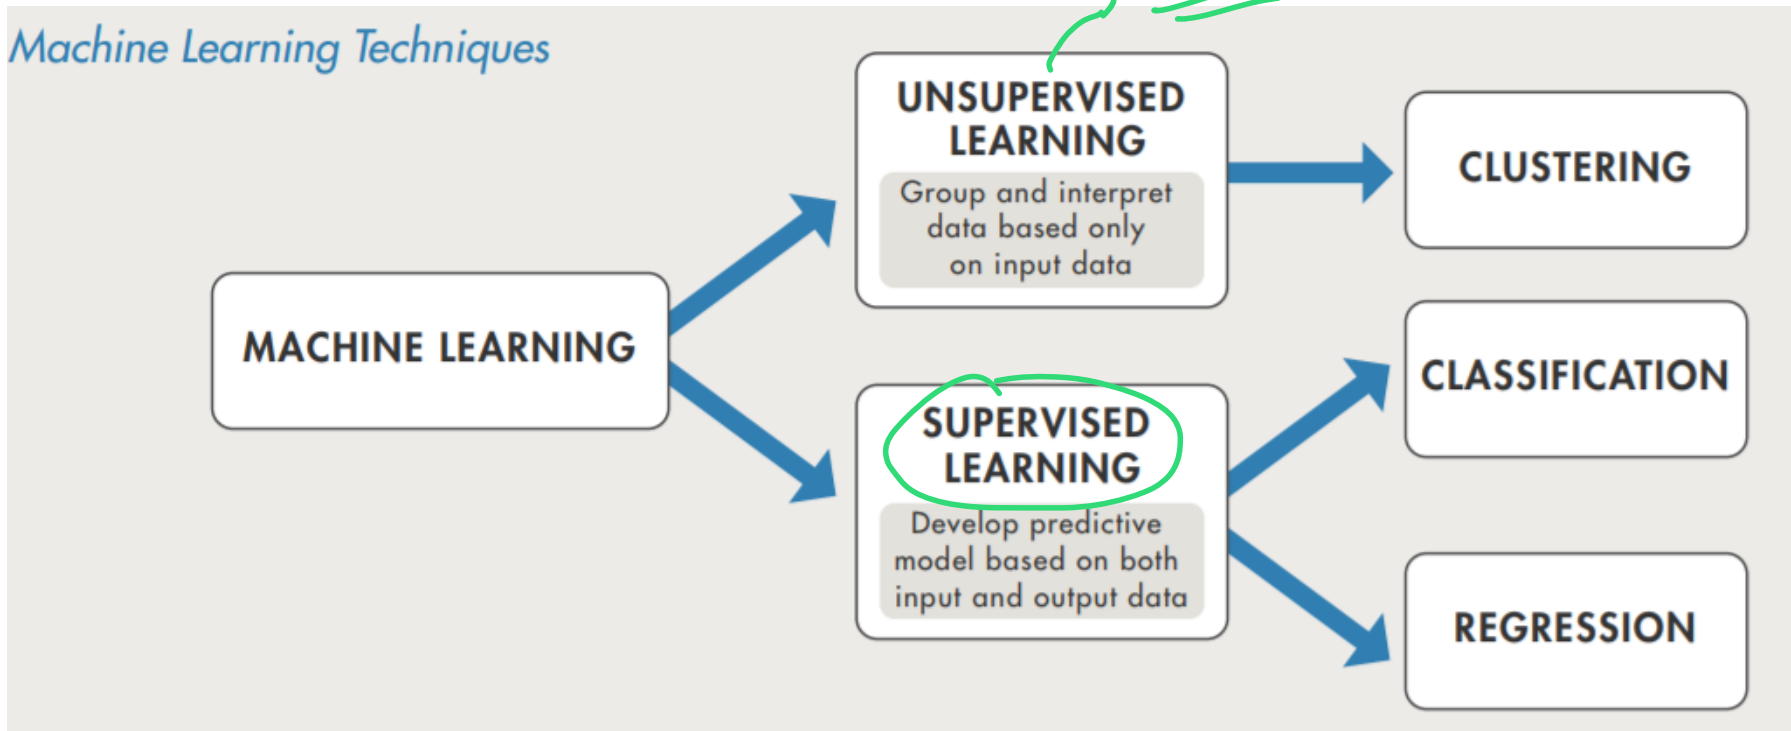 Machine Learning Techniques
UNSUPERVISED
LEARNING
Group and interpret
data based only
on input data
CLUSTERING
MACHINE LEARNING
SUPERVISED
LEARNING
Develop predictive
model based on both
input and output data
CLASSIFICATION
REGRESSION